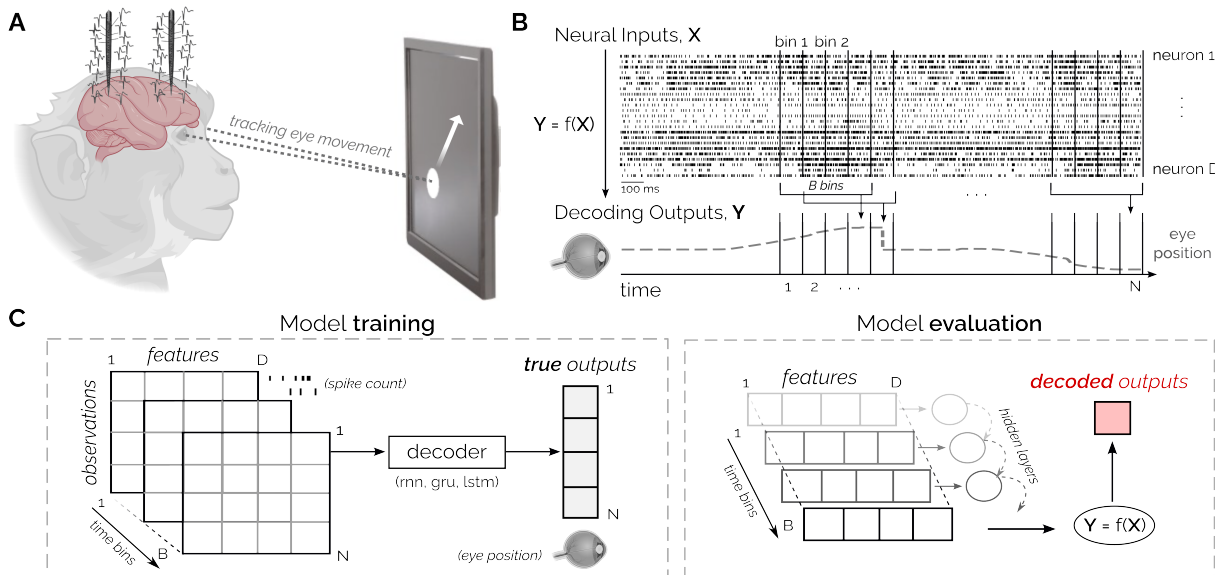 A
tracking eye movement
B
Neural Inputs, X
bin 1 bin 2
neuron 1
Y = f(X)
neuron D
100 ms
B bins
. . .
Decoding Outputs, Y
eye
position
time
1 2 . . . N
C
Model training
1 features D
(spike count)
observations
1
decoder
(rnn, gru, lstm)
true outputs
1
N
1
time bins
B
N
(eye position)
Model evaluation
features
1 D
hidden layers
1
time bins
B
decoded outputs
Y = f(X)